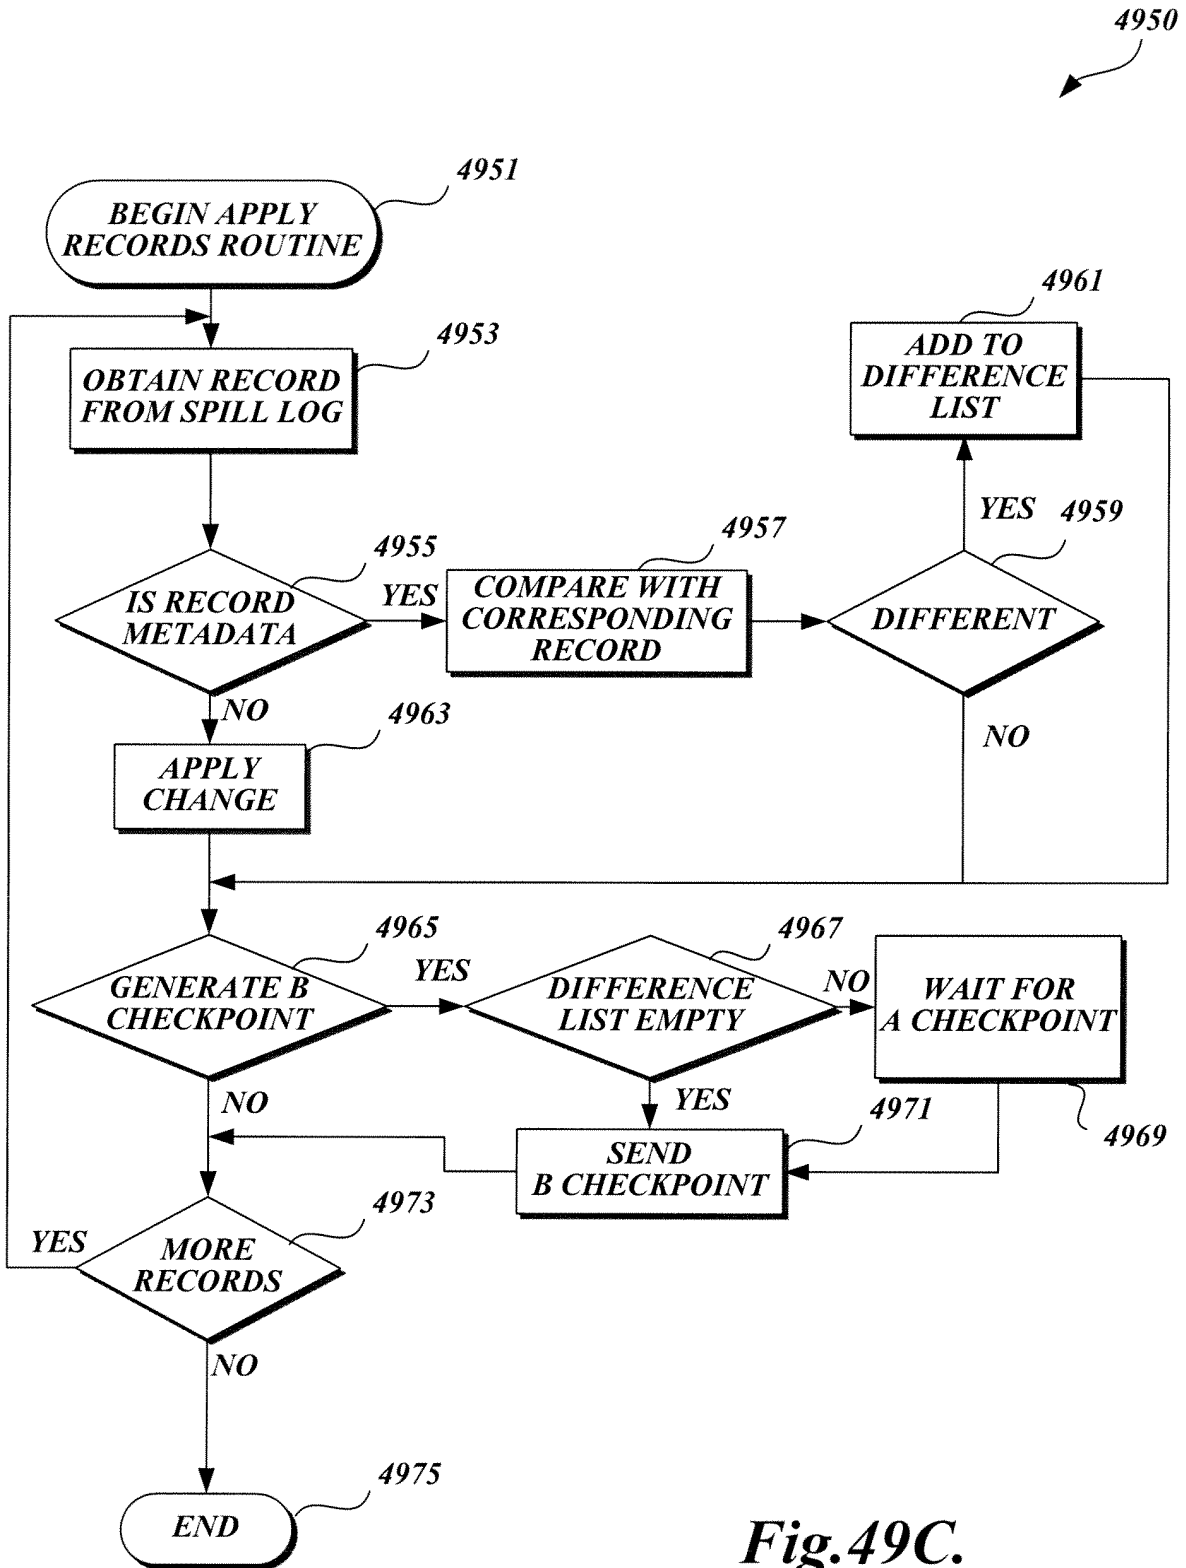 4950
4951
BEGIN APPLY
RECORDS ROUTINE
4953
OBTAIN RECORD
FROM SPILL LOG
4961
ADD TO
DIFFERENCE
LIST
YES
4955
IS RECORD
METADATA
YES
4957
COMPARE WITH
CORRESPONDING
RECORD
4959
DIFFERENT
NO
NO
4963
APPLY
CHANGE
4965
GENERATE B
CHECKPOINT
YES
4967
DIFFERENCE
LIST EMPTY
NO
WAIT FOR
A CHECKPOINT
4969
NO
YES
4971
SEND
B CHECKPOINT
4973
YES
MORE
RECORDS
NO
4975
END
Fig.49C.